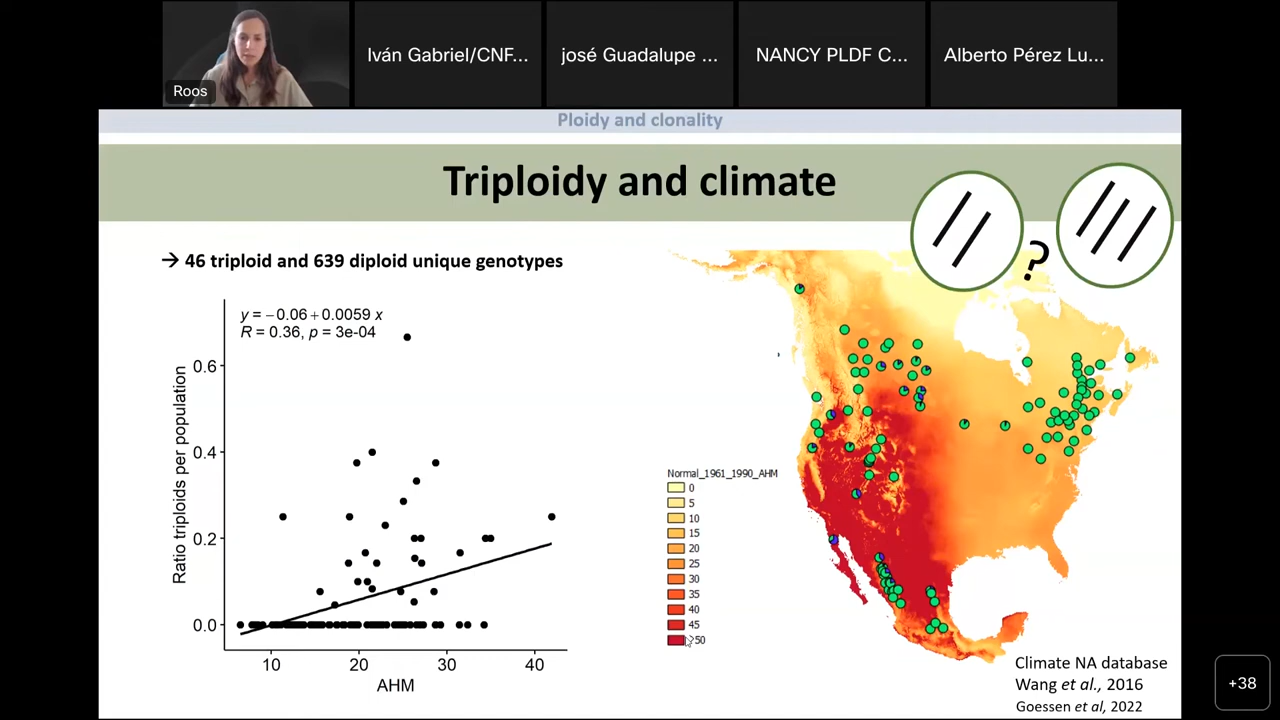 Roos
Iván Gabriel/CNF...
josé Guadalupe ...
NANCY PLDF C...
Alberto Pérez Lu...
Ploidy and clonality
Triploidy and climate
?
→ 46 triploid and 639 diploid unique genotypes
y = −0.06 + 0.0059 x
R = 0.36, p = 3e-04
Ratio triploids per population
0.6
0.4
0.2
0.0
10
20
30
40
AHM
Normal_1961_1990_AHM
0
5
10
15
20
25
30
35
40
45
>50
Climate NA database
Wang et al., 2016
Goessen et al, 2022
+38